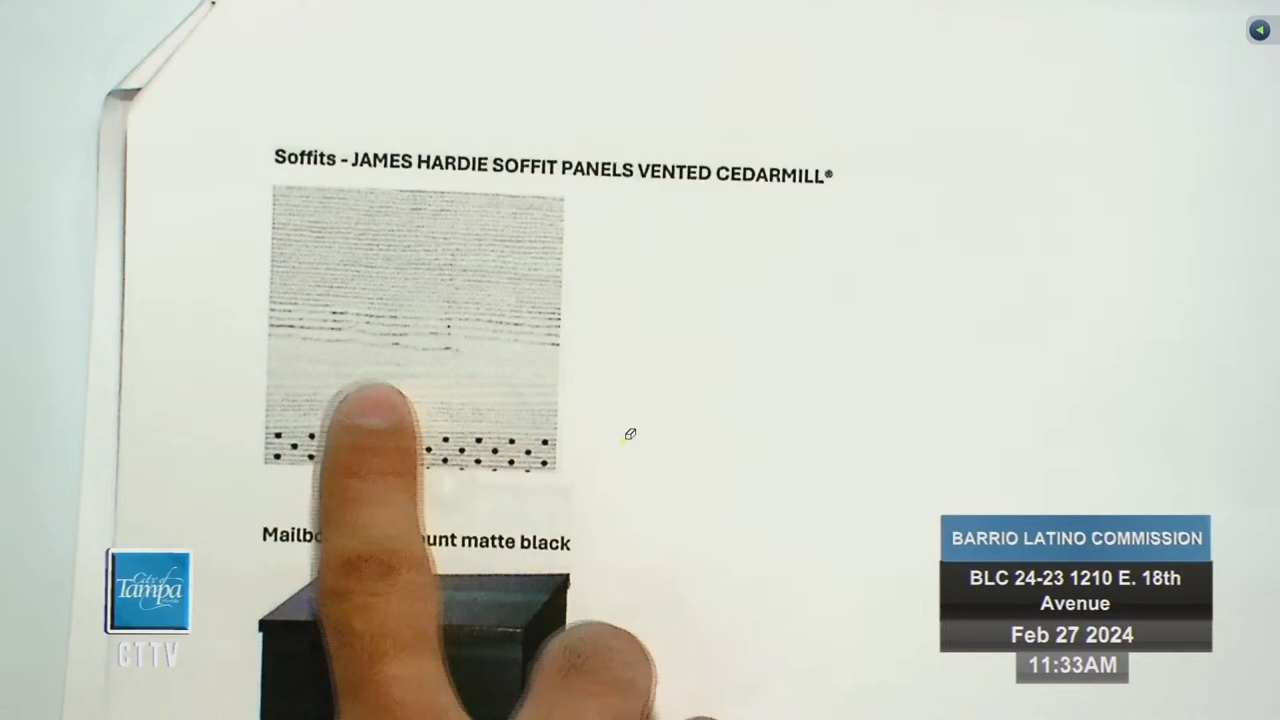 Soffits - JAMES HARDIE SOFFIT PANELS VENTED CEDARMILL®
unt matte black
City of
Tampa
CTTV
BARRIO LATINO COMMISSION
BLC 24-23 1210 E. 18th
Avenue
Feb 27 2024
11:33AM